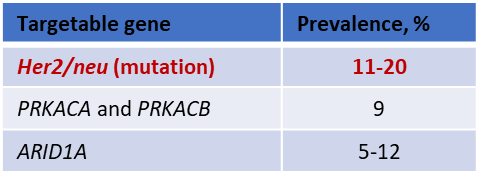 Targetable gene Prevalence, %
Her2/neu (mutation) 11-20
PRKACA and PRKACB 9
ARID1A 5-12